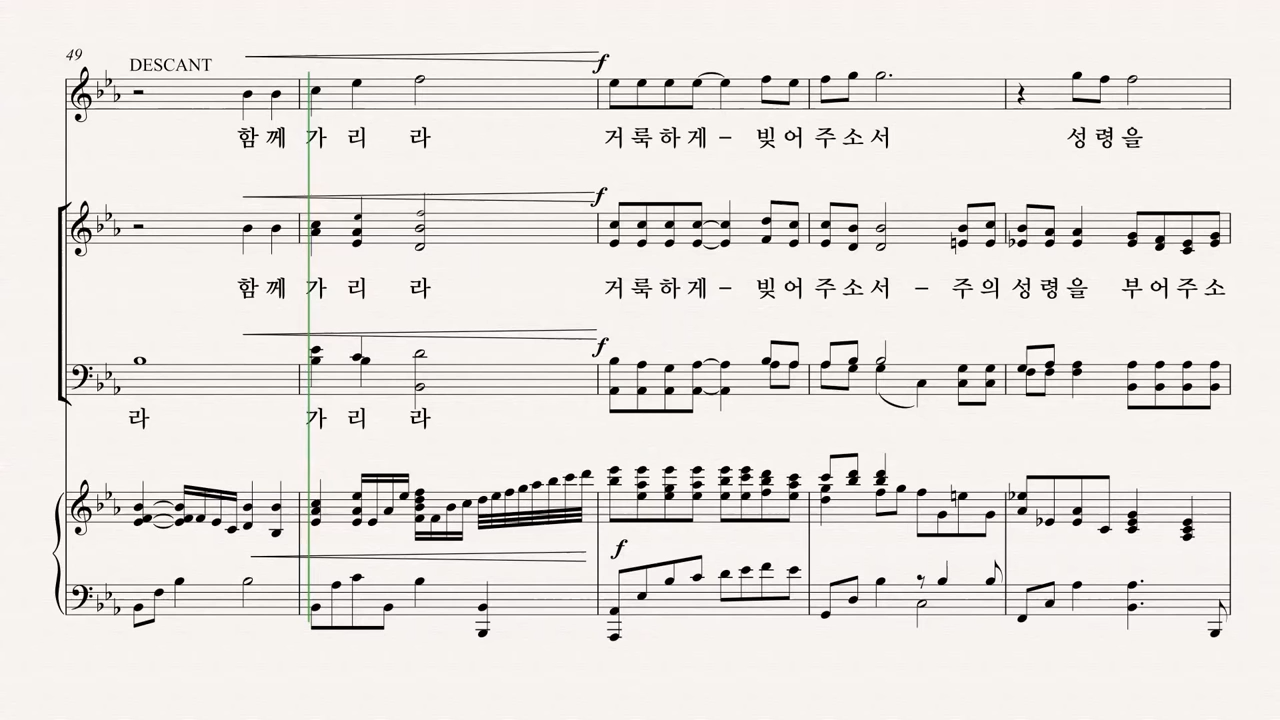 49
DESCANT
f
함께 가 리 라 거룩하게 – 빚어주소서 성령을
f
함께 가 리 라 거룩하게 – 빚어주소서 – 주의 성령을 부어주소
f
라 가 리 라
f